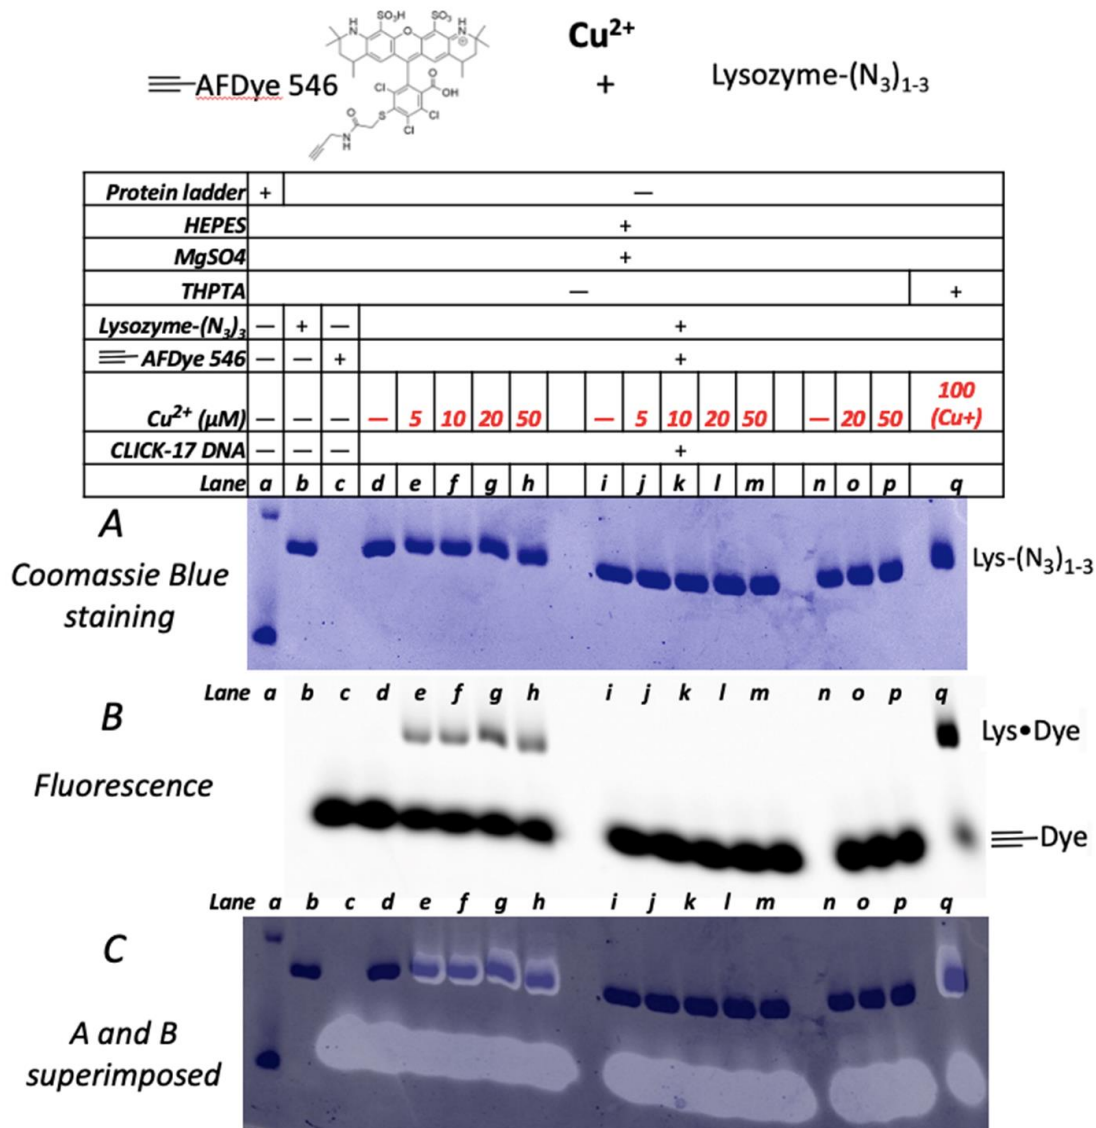 Cu2+
≡—AFDye 546 + Lysozyme-(N3)1-3
SO3H SO3
H N O H N ⊕
O
Cl OH
S Cl
Cl
O
N H
Protein ladder + —
HEPES +
MgSO4 +
THPTA — +
Lysozyme-(N3)3 — + — +
≡—AFDye 546 — — + +
Cu2+ (µM) — — — — 5 10 20 50 — 5 10 20 50 — 20 50 100 (Cu+)
CLICK-17 DNA — — — +
Lane a b c d e f g h i j k l m n o p q
A
Coomassie Blue
staining
Lys-(N3)1-3
Lane a b c d e f g h i j k l m n o p q
B
Fluorescence
Lys•Dye
≡—Dye
Lane a b c d e f g h i j k l m n o p q
C
A and B
superimposed